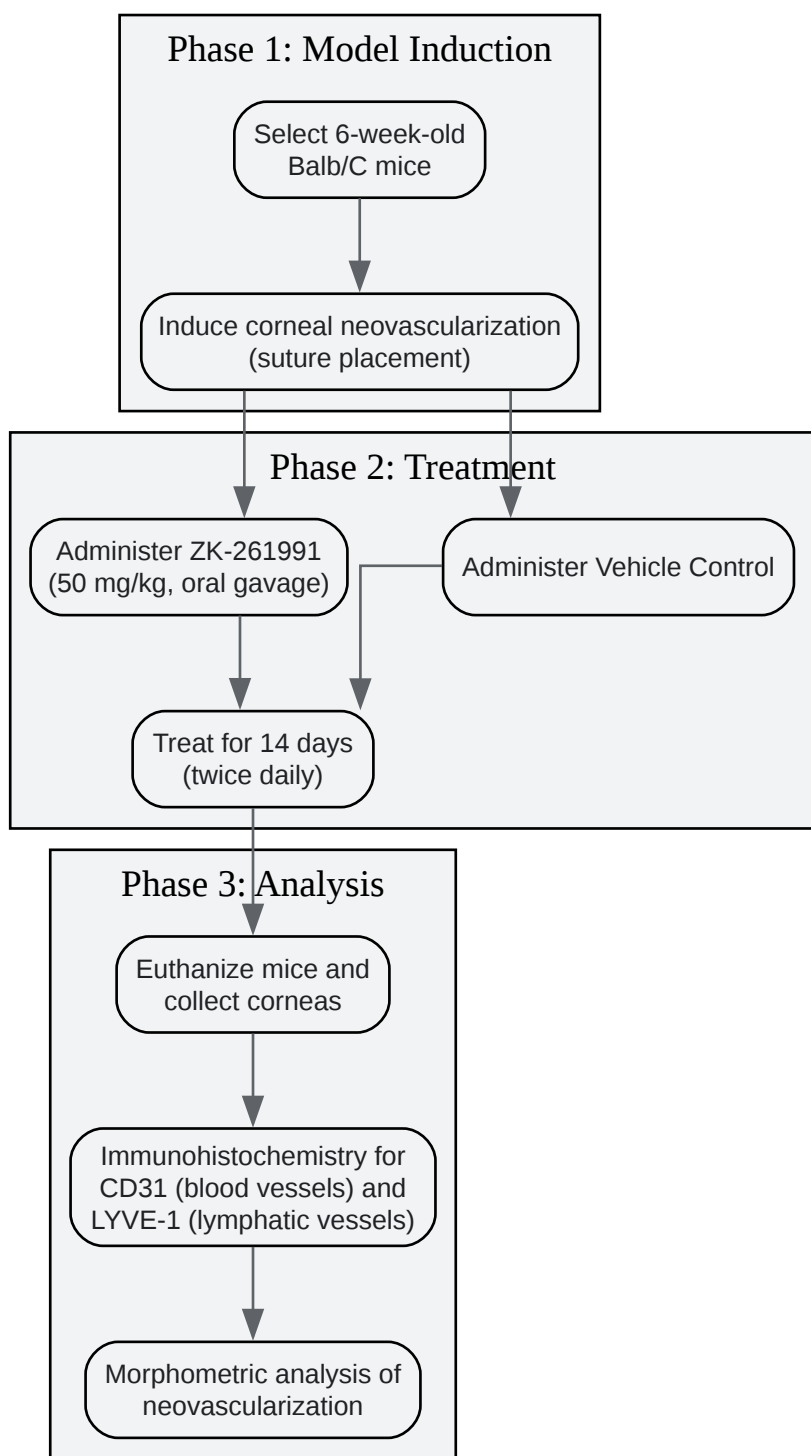 Phase 1: Model Induction
Select 6-week-old
Balb/C mice
Induce corneal neovascularization
(suture placement)
Phase 2: Treatment
Administer ZK-261991
(50 mg/kg, oral gavage)
Administer Vehicle Control
Treat for 14 days
(twice daily)
Phase 3: Analysis
Euthanize mice and
collect corneas
Immunohistochemistry for
CD31 (blood vessels) and
LYVE-1 (lymphatic vessels)
Morphometric analysis of
neovascularization